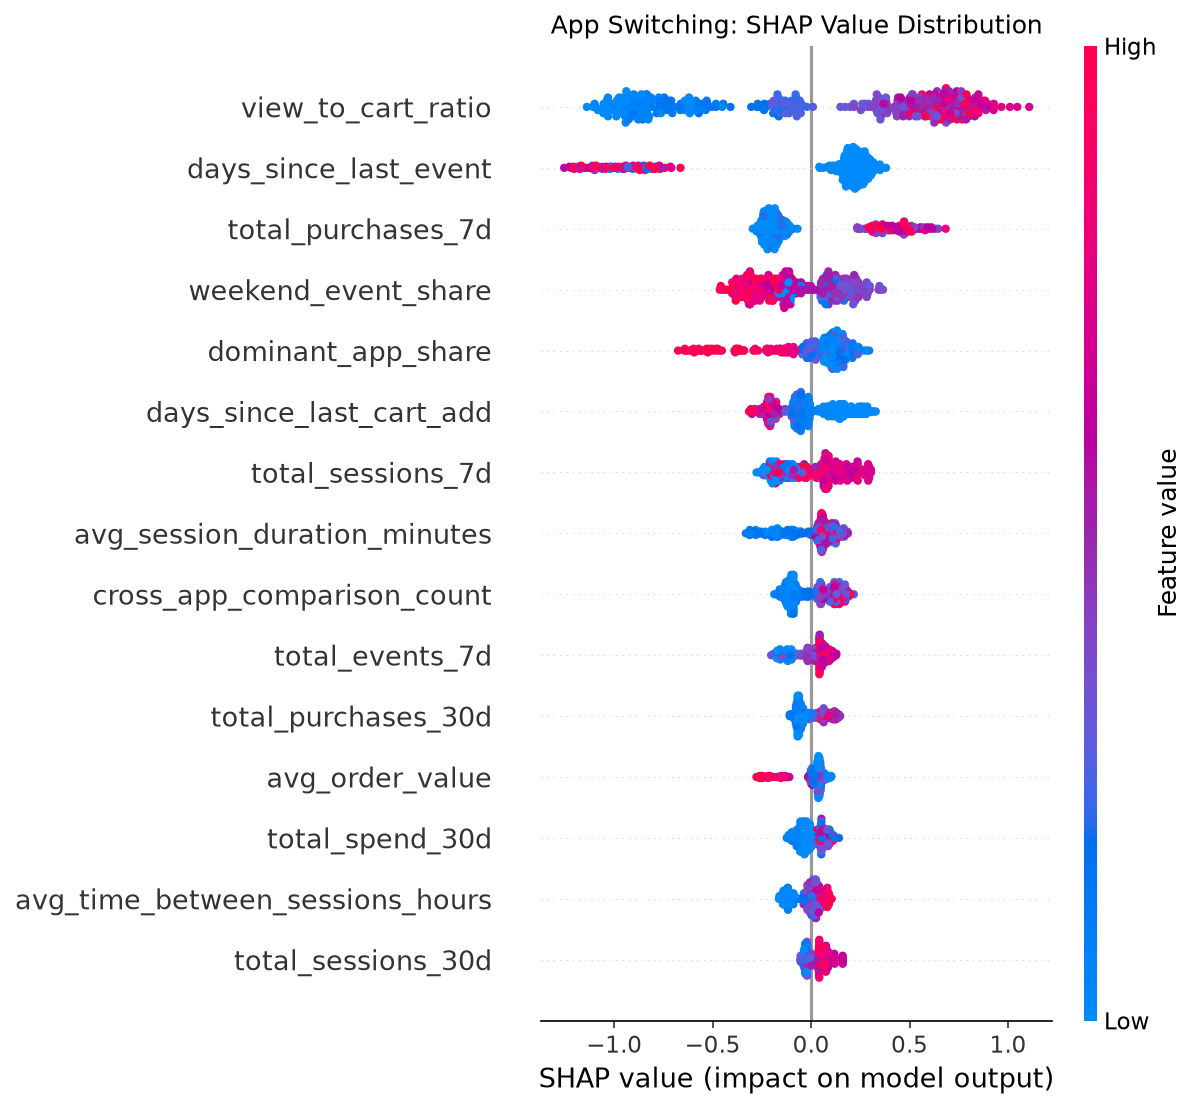 App Switching: SHAP Value Distribution
High
view_to_cart_ratio
days_since_last_event
total_purchases_7d
weekend_event_share
dominant_app_share
days_since_last_cart_add
total_sessions_7d
avg_session_duration_minutes
cross_app_comparison_count
total_events_7d
total_purchases_30d
avg_order_value
total_spend_30d
avg_time_between_sessions_hours
total_sessions_30d
Feature value
Low
−1.0 −0.5 0.0 0.5 1.0
SHAP value (impact on model output)